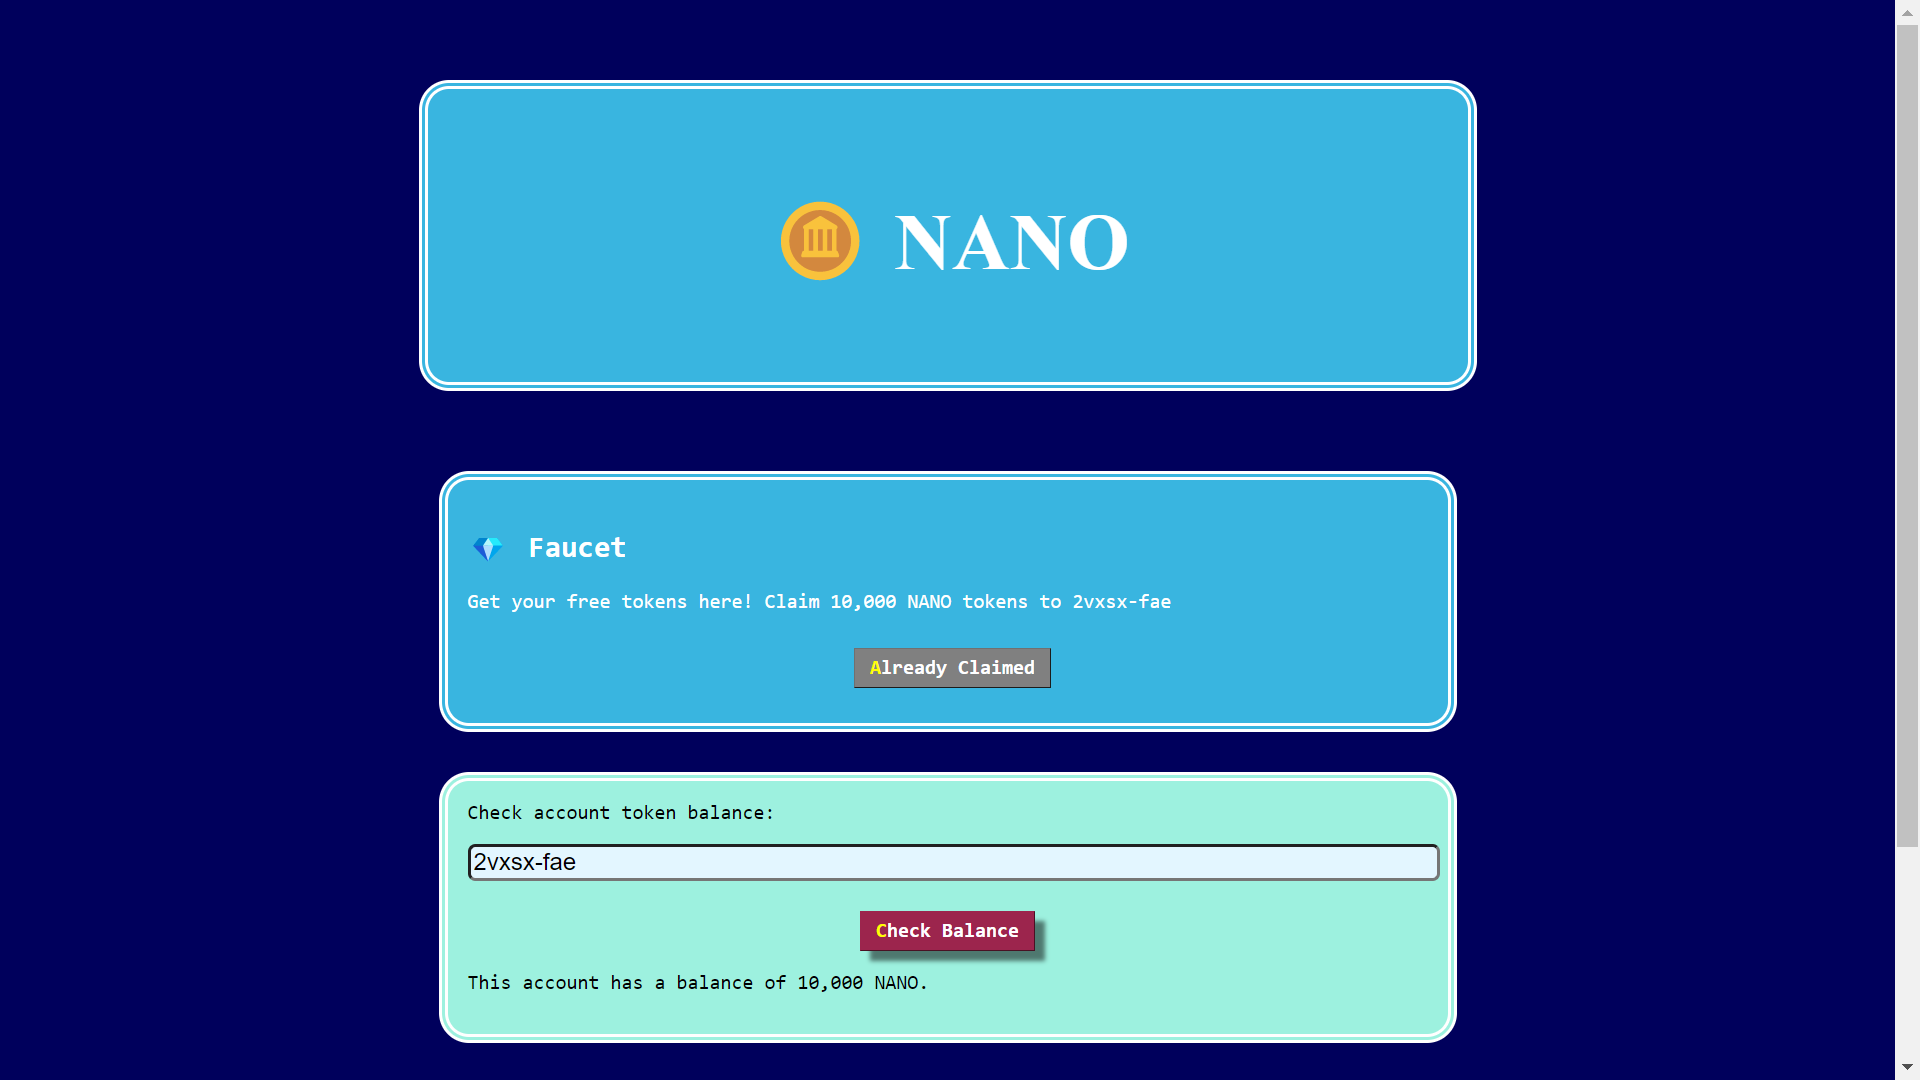 NANO
Faucet
Get your free tokens here! Claim 10,000 NANO tokens to 2vxsx-fae
Already Claimed
Check account token balance:
2vxsx-fae
Check Balance
This account has a balance of 10,000 NANO.